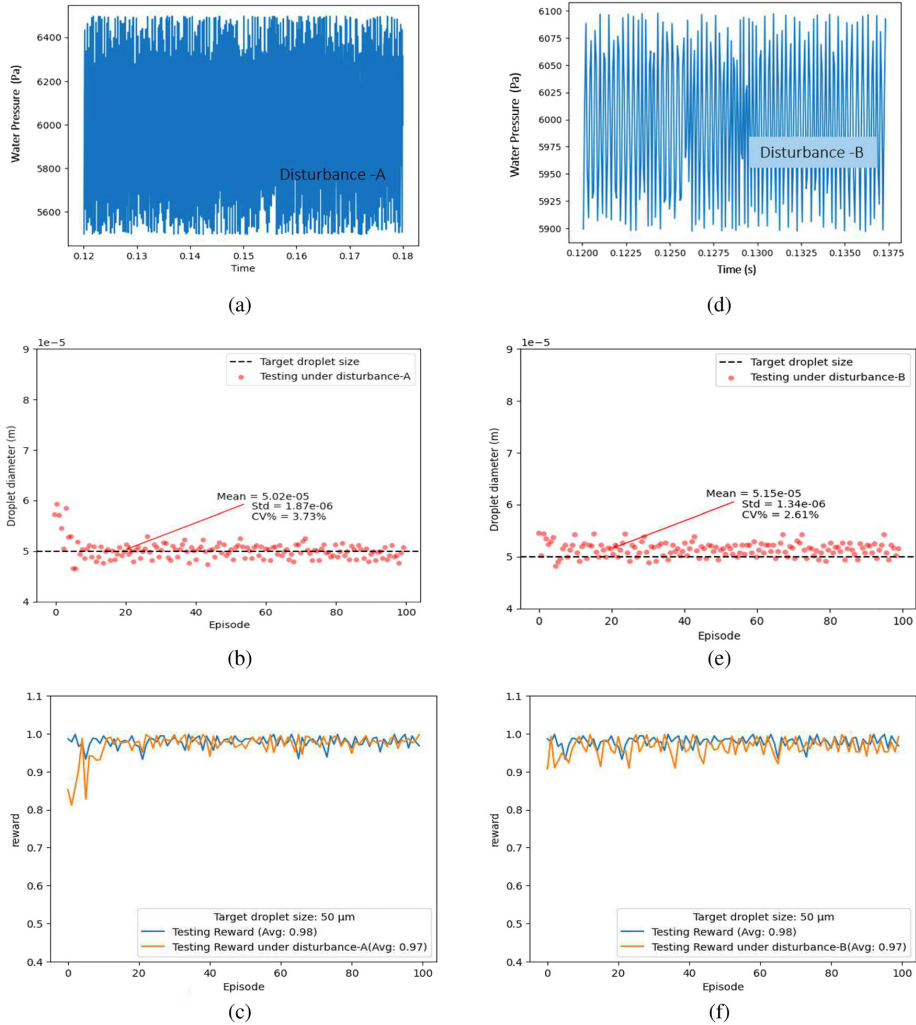 6400
6200
6000
5800
5600
Water Pressure (Pa)
Disturbance -A
0.12
0.13
0.14
0.15
0.16
0.17
0.18
Time
(a)
6100
6075
6050
6025
6000
5975
5950
5925
5900
Water Pressure (Pa)
Disturbance -B
0.1200
0.1225
0.1250
0.1275
0.1300
0.1325
0.1350
0.1375
Time (s)
(d)
1e−5
9
8
7
6
5
4
Droplet diameter (m)
Target droplet size
Testing under disturbance-A
Mean = 5.02e-05
Std = 1.87e-06
CV% = 3.73%
0
20
40
60
80
100
Episode
(b)
1e−5
9
8
7
6
5
4
Droplet diameter (m)
Target droplet size
Testing under disturbance-B
Mean = 5.15e-05
Std = 1.34e-06
CV% = 2.61%
0
20
40
60
80
100
Episode
(e)
1.1
1.0
0.9
0.8
0.7
0.6
0.5
0.4
reward
Target droplet size: 50 μm
Testing Reward (Avg: 0.98)
Testing Reward under disturbance-A(Avg: 0.97)
0
20
40
60
80
100
Episode
(c)
1.1
1.0
0.9
0.8
0.7
0.6
0.5
0.4
reward
Target droplet size: 50 μm
Testing Reward (Avg: 0.98)
Testing Reward under disturbance-B(Avg: 0.97)
0
20
40
60
80
100
Episode
(f)